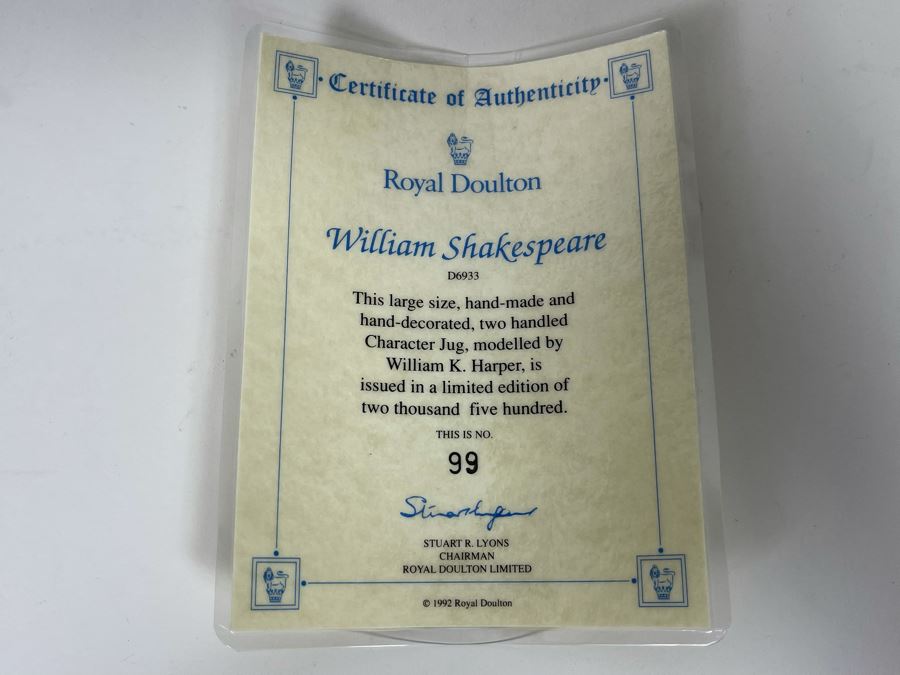 Certificate of Authenticity
Royal Doulton
William Shakespeare
D6933
This large size, hand-made and
hand-decorated, two handled
Character Jug, modelled by
William K. Harper, is
issued in a limited edition of
two thousand five hundred.
THIS IS NO.
99
Stuart Lyons
STUART R. LYONS
CHAIRMAN
ROYAL DOULTON LIMITED
© 1992 Royal Doulton